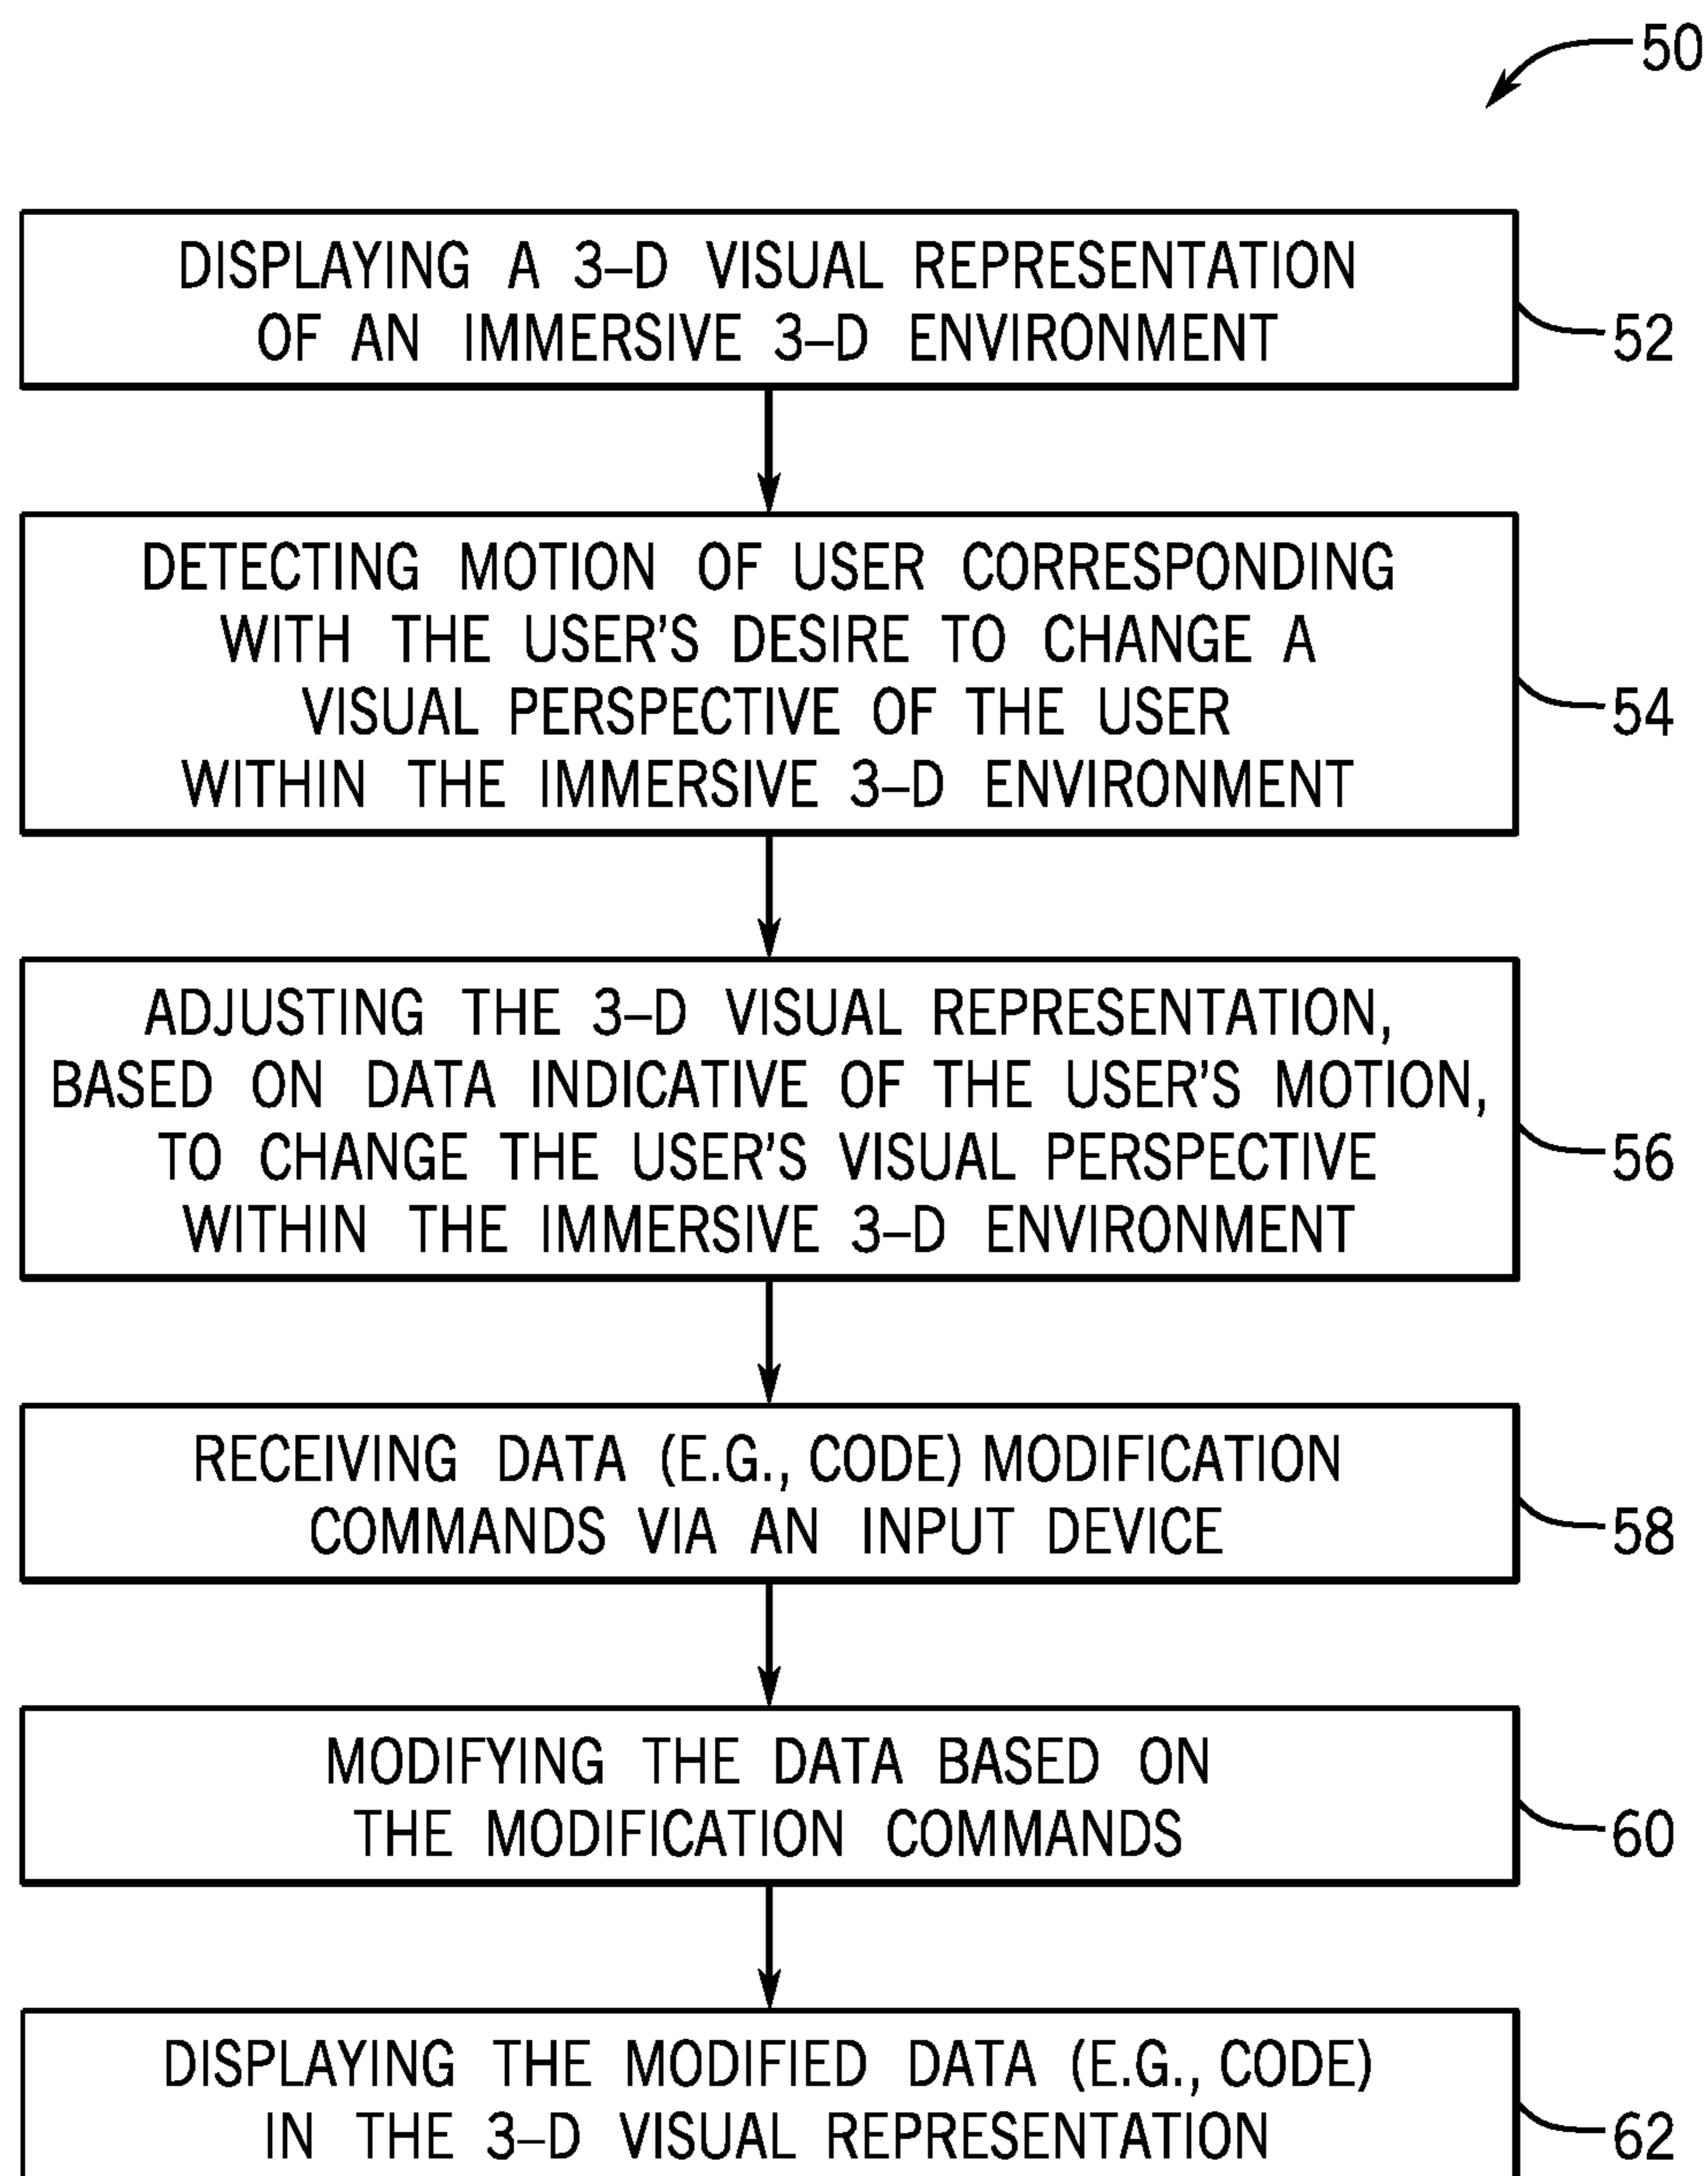 50
DISPLAYING A 3–D VISUAL REPRESENTATION
OF AN IMMERSIVE 3–D ENVIRONMENT
52
DETECTING MOTION OF USER CORRESPONDING
WITH THE USER'S DESIRE TO CHANGE A
VISUAL PERSPECTIVE OF THE USER
WITHIN THE IMMERSIVE 3–D ENVIRONMENT
54
ADJUSTING THE 3–D VISUAL REPRESENTATION,
BASED ON DATA INDICATIVE OF THE USER'S MOTION,
TO CHANGE THE USER'S VISUAL PERSPECTIVE
WITHIN THE IMMERSIVE 3–D ENVIRONMENT
56
RECEIVING DATA (E.G., CODE) MODIFICATION
COMMANDS VIA AN INPUT DEVICE
58
MODIFYING THE DATA BASED ON
THE MODIFICATION COMMANDS
60
DISPLAYING THE MODIFIED DATA (E.G., CODE)
IN THE 3–D VISUAL REPRESENTATION
62